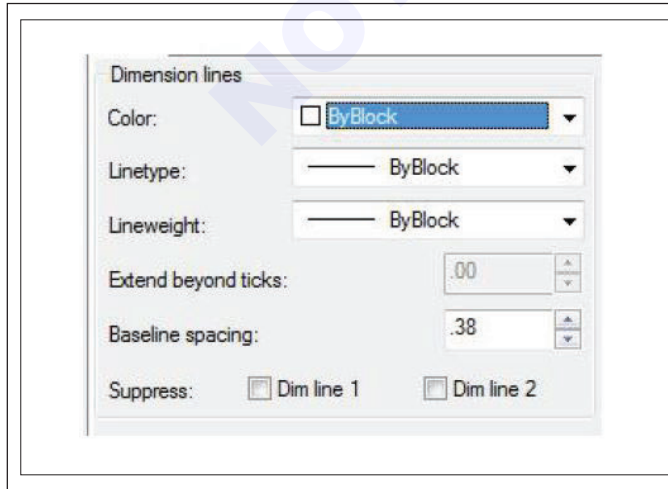 NO
Dimension lines
Color: ByBlock
Linetype: ByBlock
Lineweight: ByBlock
Extend beyond ticks: .00
Baseline spacing: .38
Suppress: Dim line 1 Dim line 2